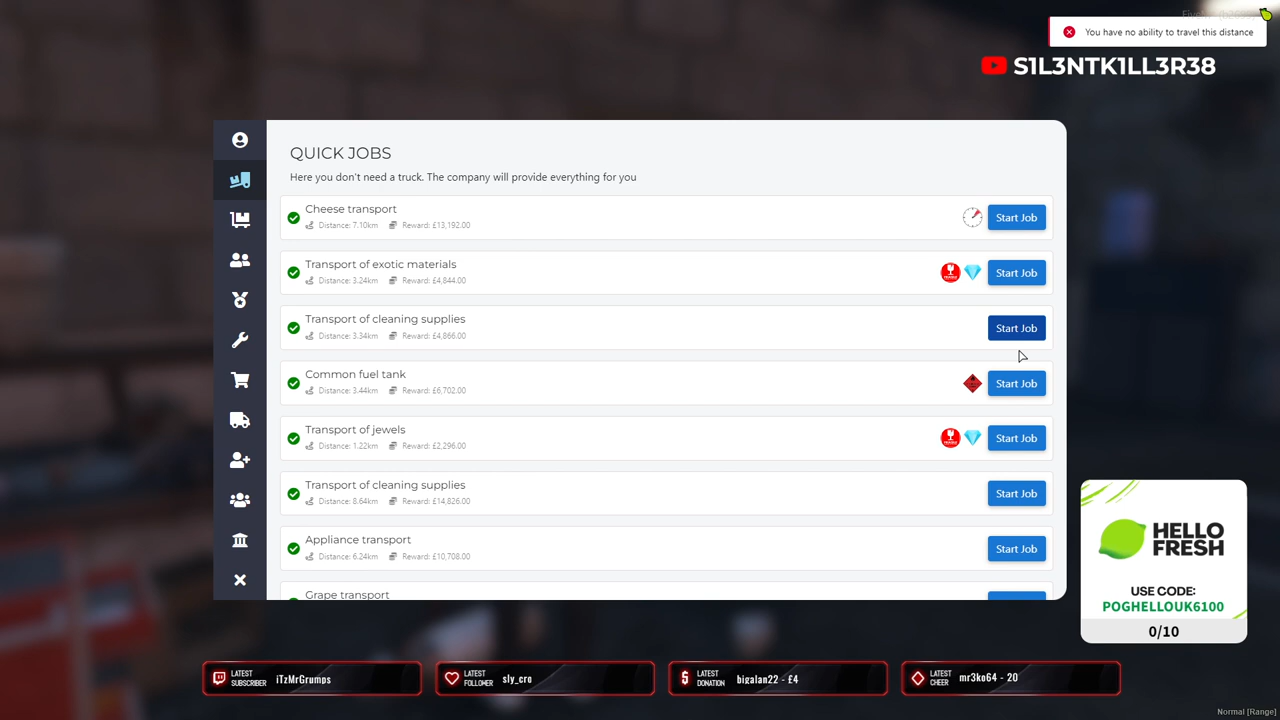 You have no ability to travel this distance
S1L3NTK1LL3R38
QUICK JOBS
Here you don't need a truck. The company will provide everything for you
Cheese transport
Distance: 7.10km Reward: £13,192.00
Start Job
Transport of exotic materials
Distance: 3.24km Reward: £4,844.00
Start Job
Transport of cleaning supplies
Distance: 3.34km Reward: £4,866.00
Start Job
Common fuel tank
Distance: 3.44km Reward: £6,702.00
Start Job
Transport of jewels
Distance: 1.22km Reward: £2,296.00
Start Job
Transport of cleaning supplies
Distance: 8.64km Reward: £14,826.00
Start Job
Appliance transport
Distance: 6.24km Reward: £10,708.00
Start Job
Grape transport
HELLO
FRESH
USE CODE:
POGHELLOUK6100
0/10
LATEST
SUBSCRIBER
iTzMrGrumps
LATEST
FOLLOWER
sly_cro
LATEST
DONATION
bigalan22 - £4
LATEST
CHEER
mr3ko64 - 20
Normal [Range]